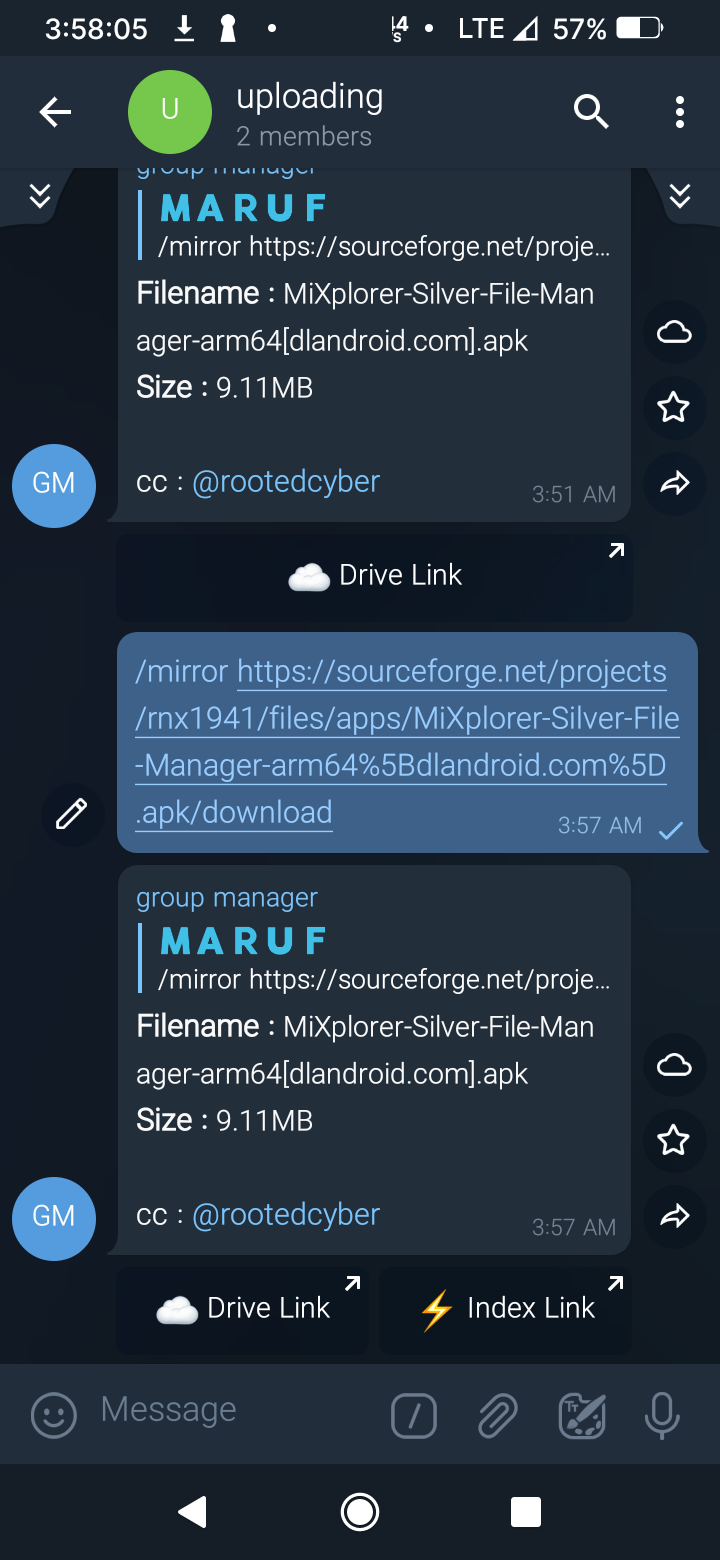 3:58:05
LTE 57%
U
uploading
2 members
group manager
MARUF
/mirror https://sourceforge.net/proje...
Filename : MiXplorer-Silver-File-Man
ager-arm64[dlandroid.com].apk
Size : 9.11MB
GM
cc : @rootedcyber
3:51 AM
Drive Link
/mirror https://sourceforge.net/projects
/rnx1941/files/apps/MiXplorer-Silver-File
-Manager-arm64%5Bdlandroid.com%5D
.apk/download
3:57 AM
group manager
MARUF
/mirror https://sourceforge.net/proje...
Filename : MiXplorer-Silver-File-Man
ager-arm64[dlandroid.com].apk
Size : 9.11MB
GM
cc : @rootedcyber
3:57 AM
Drive Link
Index Link
Message